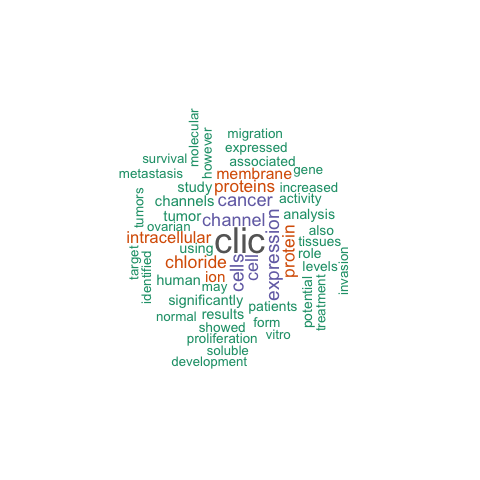 molecular
however
migration
expressed
survival
associated
metastasis
membrane
gene
study
proteins
increased
tumors
channels
cancer
activity
tumor
channel
analysis
ovarian
also
intracellular
clic
expression
protein
tissues
using
role
target
identified
chloride
cells
cell
levels
invasion
human
ion
may
potential
treatment
significantly
patients
normal
results
form
showed
vitro
proliferation
soluble
development